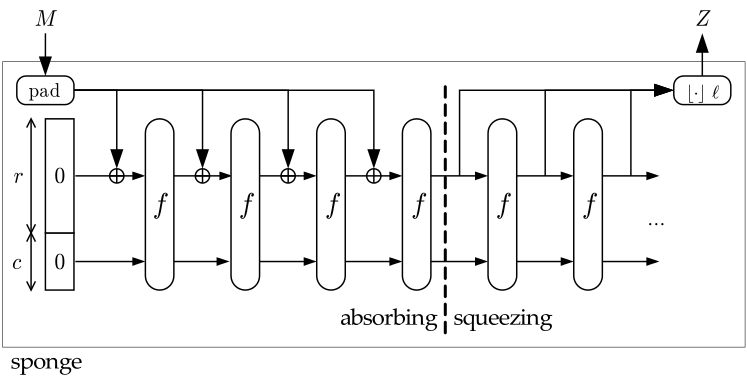 M
Z
pad
⌊·⌋ ℓ
r
0
f
f
f
f
f
f
c
0
...
absorbing
squeezing
sponge